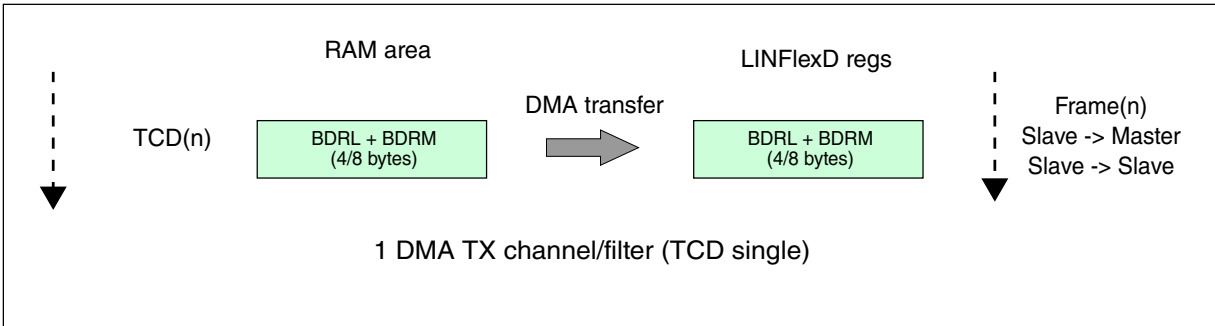 RAM area
LINFlexD regs
DMA transfer
TCD(n)
BDRL + BDRM
(4/8 bytes)
BDRL + BDRM
(4/8 bytes)
Frame(n)
Slave -> Master
Slave -> Slave
1 DMA TX channel/filter (TCD single)